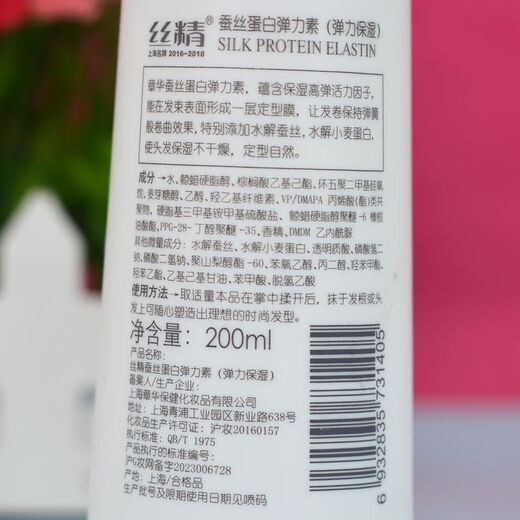 丝精®
上海名牌 2016-2018
蚕丝蛋白弹力素（弹力保湿）
SILK PROTEIN ELASTIN
章华蚕丝蛋白弹力素，蕴含保湿高弹活力因子，
能在发束表面形成一层定型膜，让发卷保持弹簧
般卷曲效果，特别添加水解蚕丝，水解小麦蛋白，
使头发保湿不干燥，定型自然。
成分→水、鲸蜡硬脂醇、棕榈酸乙基己酯、环五聚二甲基硅氧
烷、麦芽糖醇、乙醇、羟乙基纤维素、VP/DMAPA 丙烯酸(酯)类共
聚物、硬脂基三甲基铵甲基硫酸盐、鲸蜡硬脂醇聚醚-6 橄榄
油酸酯、PPG-28-丁醇聚醚-35、香精、DMDM 乙内酰脲
其他微量成分：水解蚕丝、水解小麦蛋白、透明质酸、磷酸氢二
钠、磷酸二氢钠、聚山梨醇酯-60、苯氧乙醇、丙二醇、羟苯甲酯、
羟苯乙酯、乙基己基甘油、苯甲酸、脱氢乙酸
使用方法→取适量本品在掌中揉开后，抹于发根或头
发上可随心塑造出理想的时尚发型。
净含量：200ml
产品名称：
丝精蚕丝蛋白弹力素（弹力保湿）
备案人/生产企业：
上海章华保健化妆品有限公司
地址：上海青浦工业园区新业路638号
化妆品生产许可证：沪妆20160157
执行标准：QB/T 1975
产品执行的标准编号：
沪G妆网备字2023006728
产地：上海/合格品
生产批号及限期使用日期见喷码
6 932835 731405